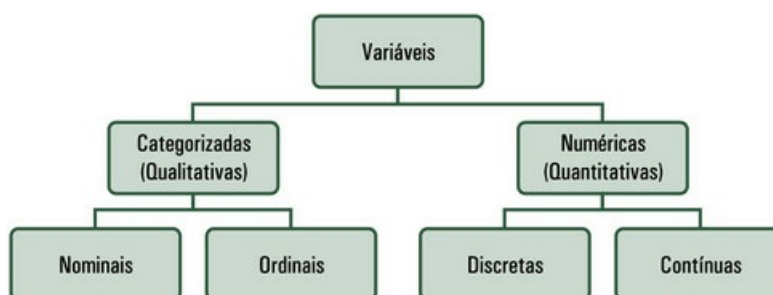 Variáveis
Categorizadas
(Qualitativas)
Numéricas
(Quantitativas)
Nominais
Ordinais
Discretas
Contínuas